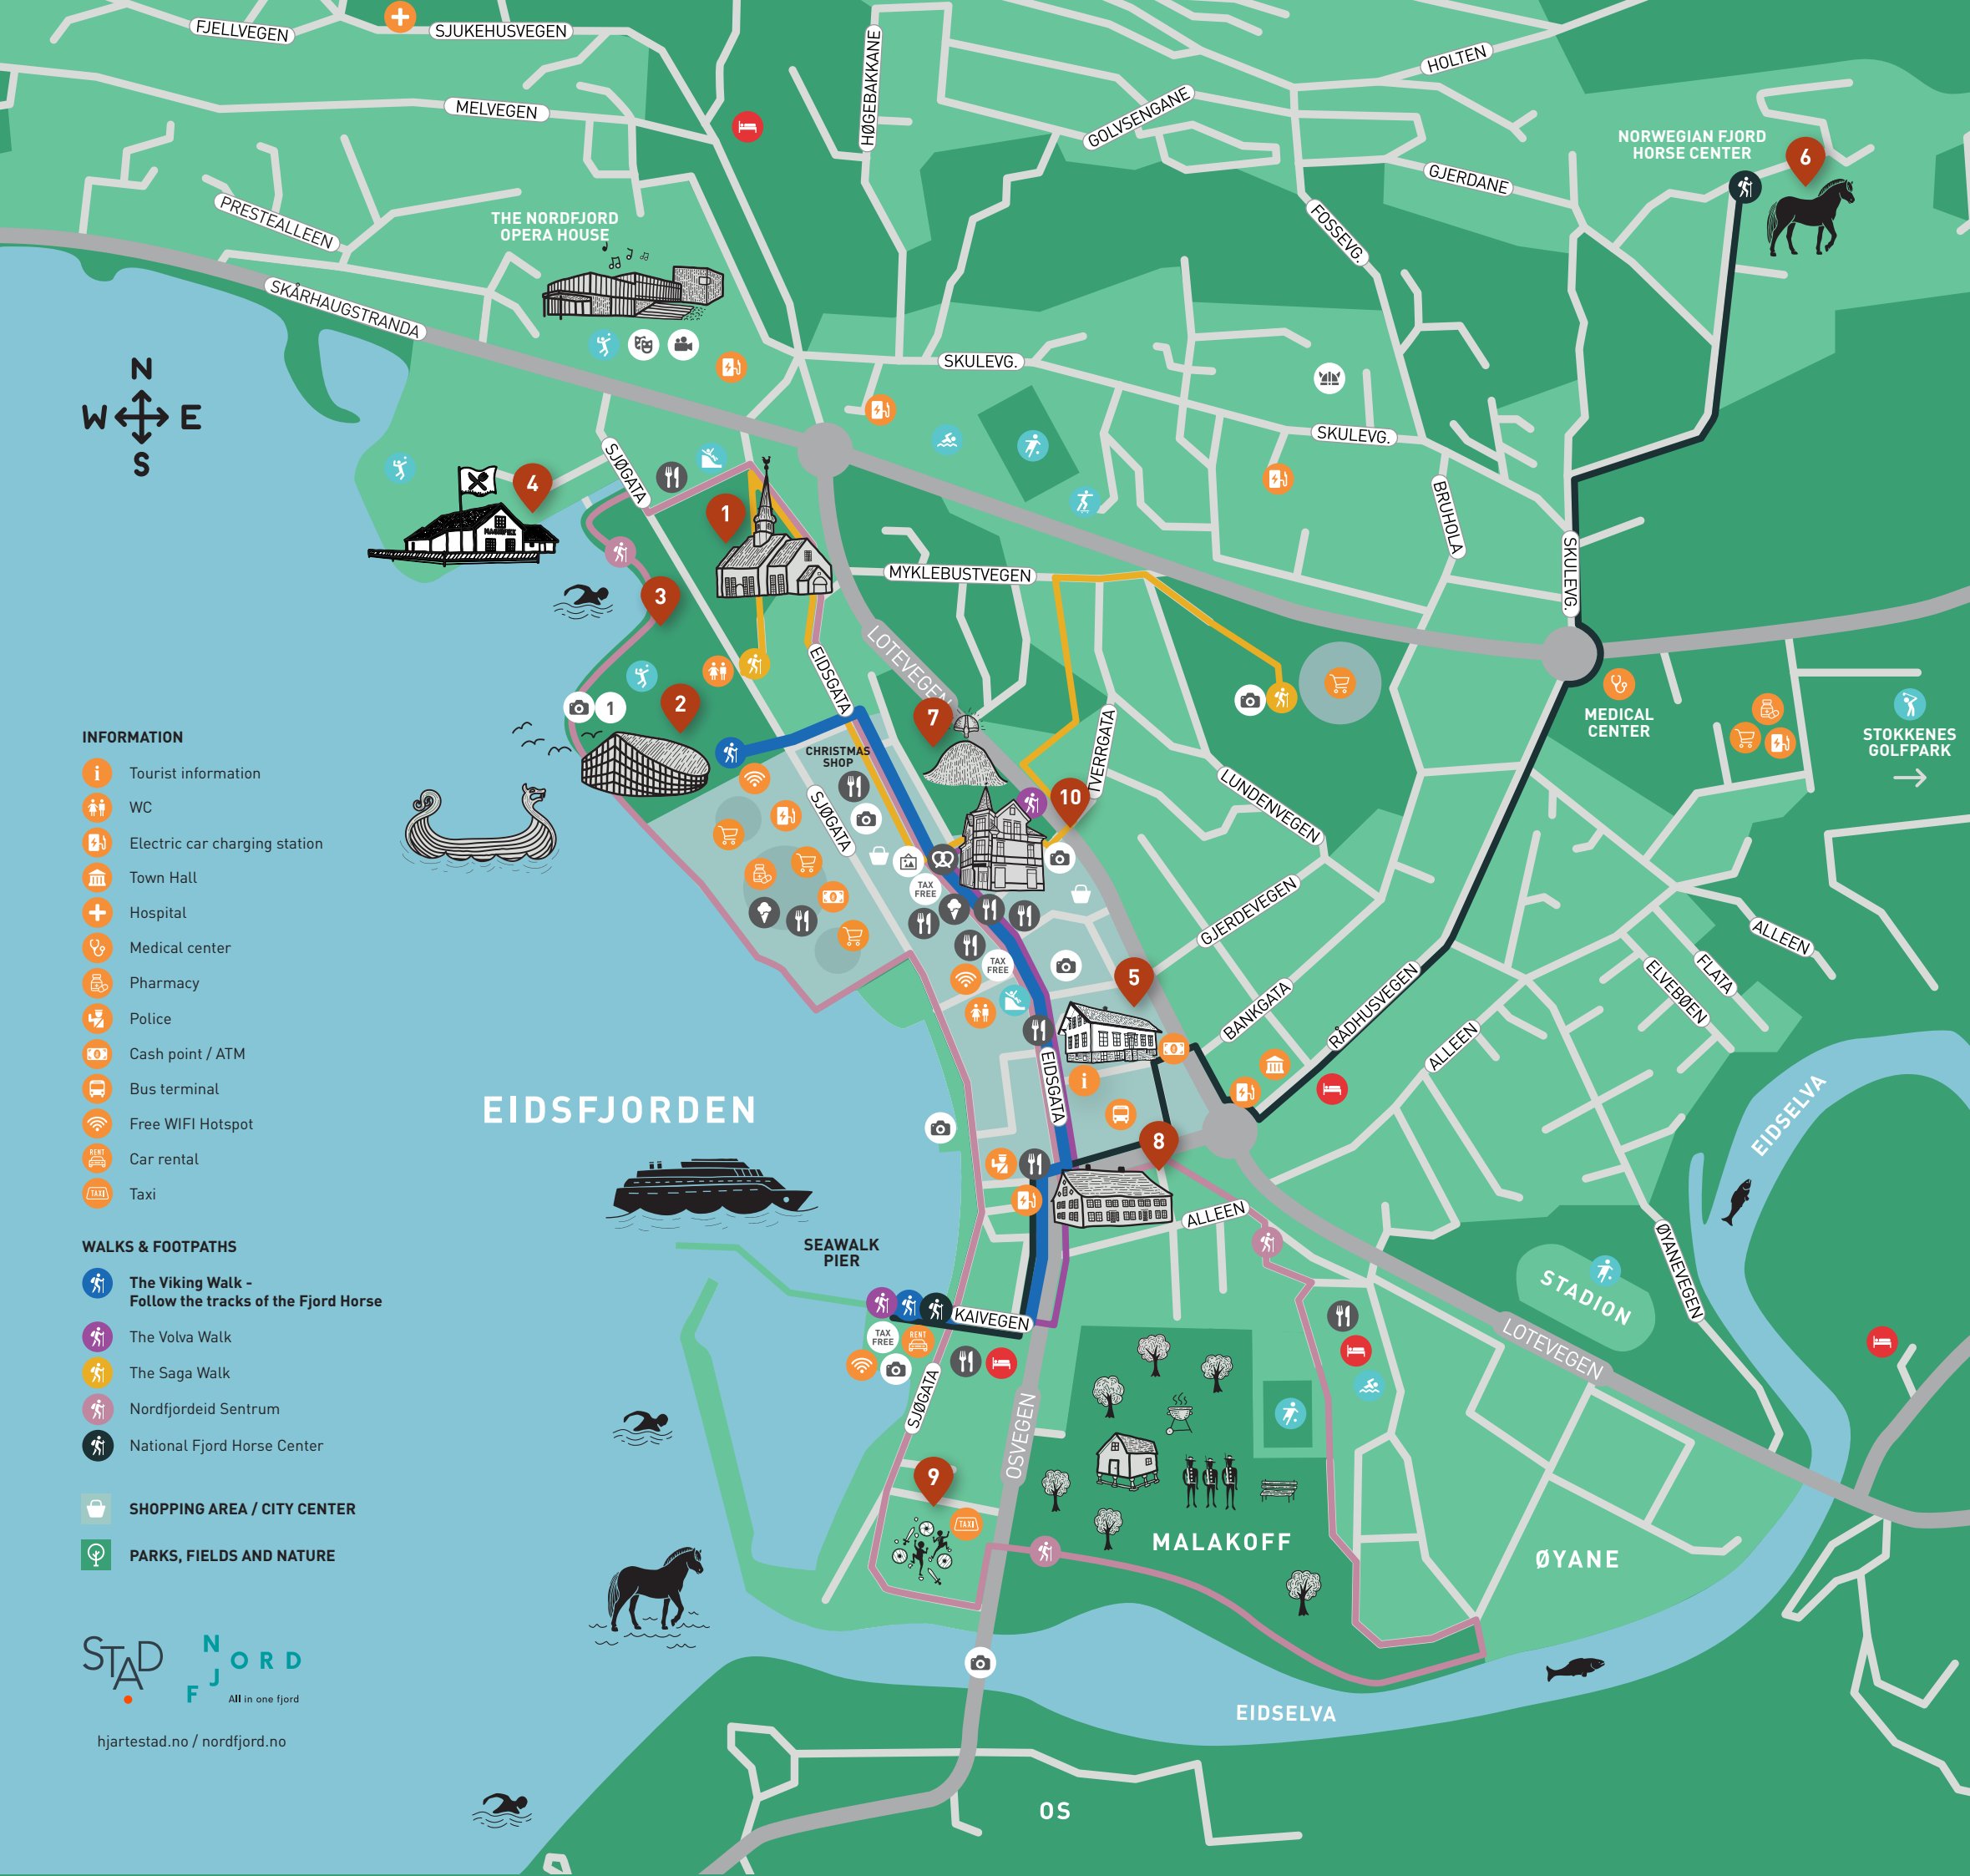 FJELLVEGEN
SJUKEHUSVEGEN
HØGEBAKKANE
HOLTEN
MELVEGEN
GOLVSENGANE
NORWEGIAN FJORD
HORSE CENTER
6
GJERDANE
PRESTEALLEEN
THE NORDFJORD
OPERA HOUSE
FOSSEVG.
SKÅRHAUGSTRANDA
SKULEVG.
N
W E
S
SKULEVG.
SJØGATA
4
1
BRUHOLA
SKULEVG.
MYKLEBUSTVEGEN
3
LOTEVEGEN
EIDSGATA
2
1
7
MEDICAL
CENTER
STOKKENES
GOLFPARK
TVERRGATA
CHRISTMAS
SHOP
SJØGATA
10
LUNDENVEGEN
TAX
FREE
GJERDEVEGEN
ALLEEN
TAX
FREE
5
FLATA
ELVEBØEN
BANKGATA
RÅDHUSVEGEN
ALLEEN
EIDSGATA
EIDSFJORDEN
EIDSELVA
8
ALLEEN
SEAWALK
PIER
ØYANEVEGEN
STADION
KAIVEGEN
TAX
FREE
RENT
LOTEVEGEN
SJØGATA
OSVEGEN
9
TAXI
MALAKOFF
ØYANE
EIDSELVA
OS
INFORMATION
i Tourist information
WC
Electric car charging station
Town Hall
Hospital
Medical center
Pharmacy
Police
Cash point / ATM
Bus terminal
Free WIFI Hotspot
RENT Car rental
TAXI Taxi
WALKS & FOOTPATHS
The Viking Walk -
Follow the tracks of the Fjord Horse
The Volva Walk
The Saga Walk
Nordfjordeid Sentrum
National Fjord Horse Center
SHOPPING AREA / CITY CENTER
PARKS, FIELDS AND NATURE
STAD
NORD
FJ
All in one fjord
hjartestad.no / nordfjord.no